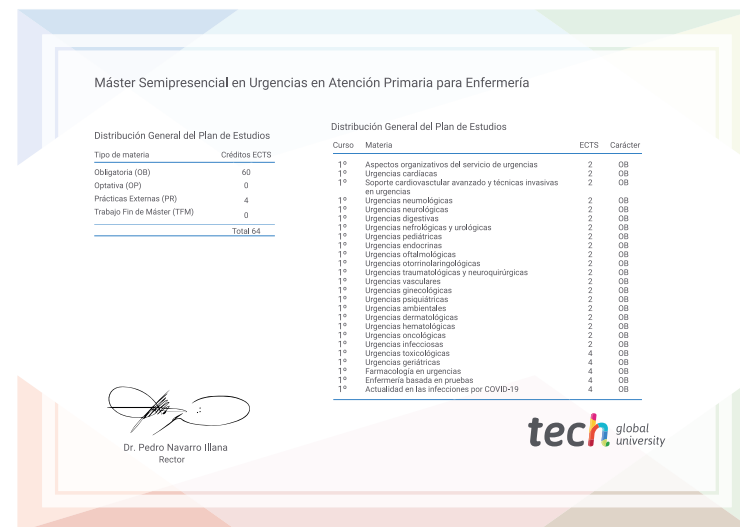 Máster Semipresencial en Urgencias en Atención Primaria para Enfermería
Distribución General del Plan de Estudios
Tipo de materia Créditos ECTS
Obligatoria (OB) 60
Optativa (OP) 0
Prácticas Externas (PR) 4
Trabajo Fin de Máster (TFM) 0
Total 64
Distribución General del Plan de Estudios
Curso Materia ECTS Carácter
1º Aspectos organizativos del servicio de urgencias 2 OB
1º Urgencias cardiacas 2 OB
1º Soporte cardiovasctular avanzado y técnicas invasivas 2 OB
en urgencias
1º Urgencias neumológicas 2 OB
1º Urgencias neurológicas 2 OB
1º Urgencias digestivas 2 OB
1º Urgencias nefrológicas y urológicas 2 OB
1º Urgencias pediátricas 2 OB
1º Urgencias endocrinas 2 OB
1º Urgencias oftalmológicas 2 OB
1º Urgencias otorrinolaringológicas 2 OB
1º Urgencias traumatológicas y neuroquirúrgicas 2 OB
1º Urgencias vasculares 2 OB
1º Urgencias ginecológicas 2 OB
1º Urgencias psiquiátricas 2 OB
1º Urgencias ambientales 2 OB
1º Urgencias dermatológicas 2 OB
1º Urgencias hematológicas 2 OB
1º Urgencias oncológicas 2 OB
1º Urgencias infecciosas 2 OB
1º Urgencias toxicológicas 4 OB
1º Urgencias geriátricas 4 OB
1º Farmacología en urgencias 4 OB
1º Enfermería basada en pruebas 4 OB
1º Actualidad en las infecciones por COVID-19 4 OB
Dr. Pedro Navarro Illana
Rector
tech global
university